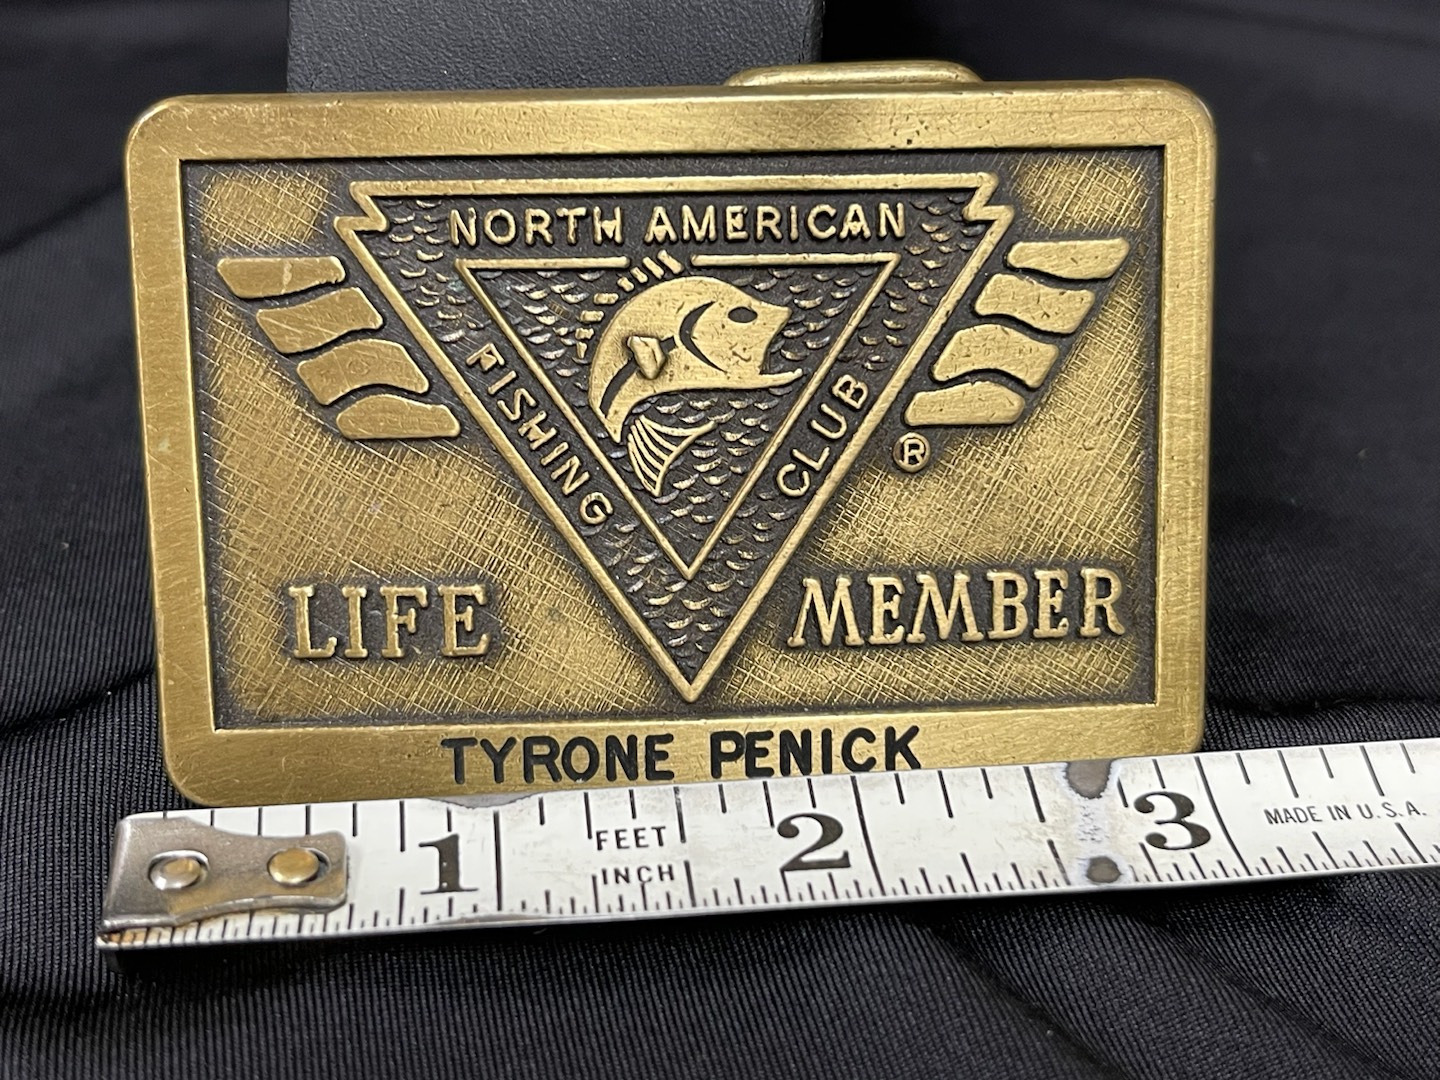 NORTH AMERICAN
FISHING
CLUB
®
LIFE
MEMBER
TYRONE PENICK
1
FEET
INCH
2
3
MADE IN U.S.A.